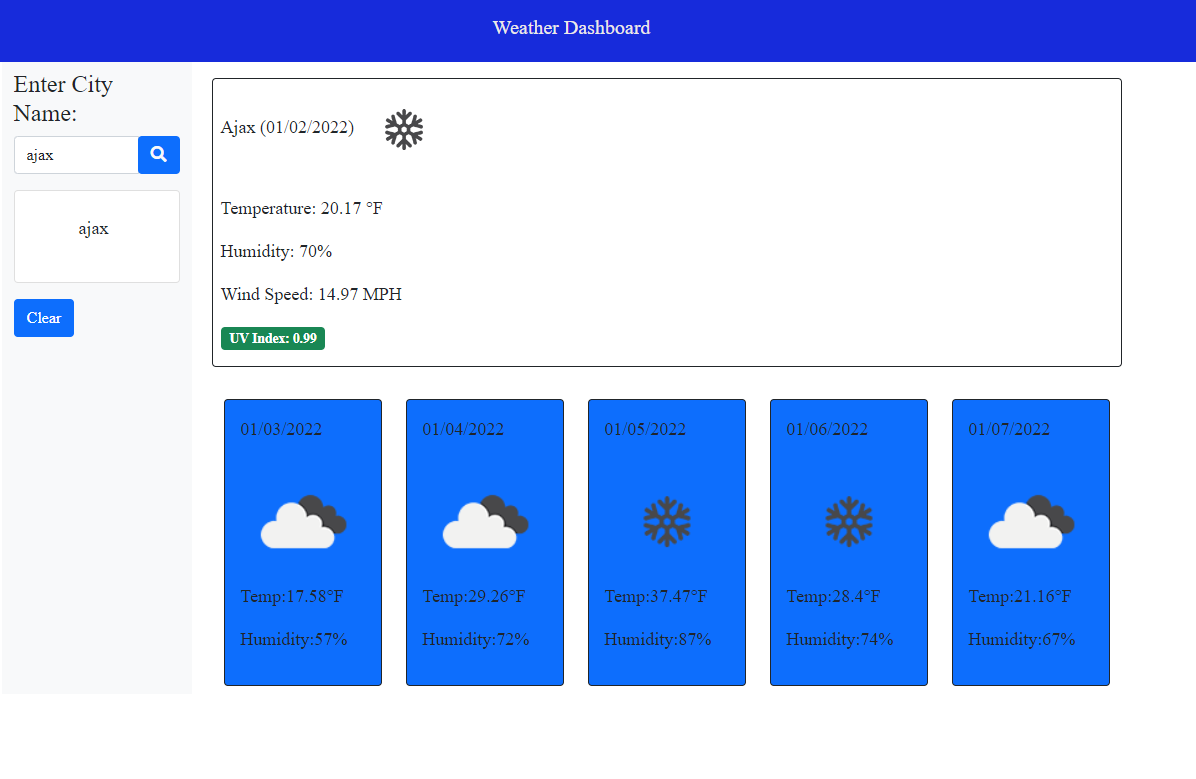 Weather Dashboard
Enter City
Name:
ajax
ajax
Clear
Ajax (01/02/2022)
Temperature: 20.17 °F
Humidity: 70%
Wind Speed: 14.97 MPH
UV Index: 0.99
01/03/2022
Temp:17.58°F
Humidity:57%
01/04/2022
Temp:29.26°F
Humidity:72%
01/05/2022
Temp:37.47°F
Humidity:87%
01/06/2022
Temp:28.4°F
Humidity:74%
01/07/2022
Temp:21.16°F
Humidity:67%